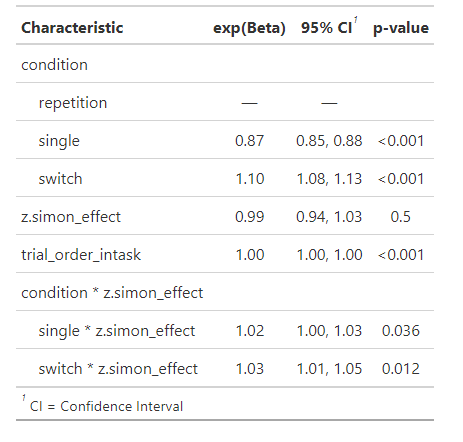 Characteristic exp(Beta) 95% CI¹ p-value
condition
repetition — —
single 0.87 0.85, 0.88 <0.001
switch 1.10 1.08, 1.13 <0.001
z.simon_effect 0.99 0.94, 1.03 0.5
trial_order_intask 1.00 1.00, 1.00 <0.001
condition * z.simon_effect
single * z.simon_effect 1.02 1.00, 1.03 0.036
switch * z.simon_effect 1.03 1.01, 1.05 0.012
¹ CI = Confidence Interval